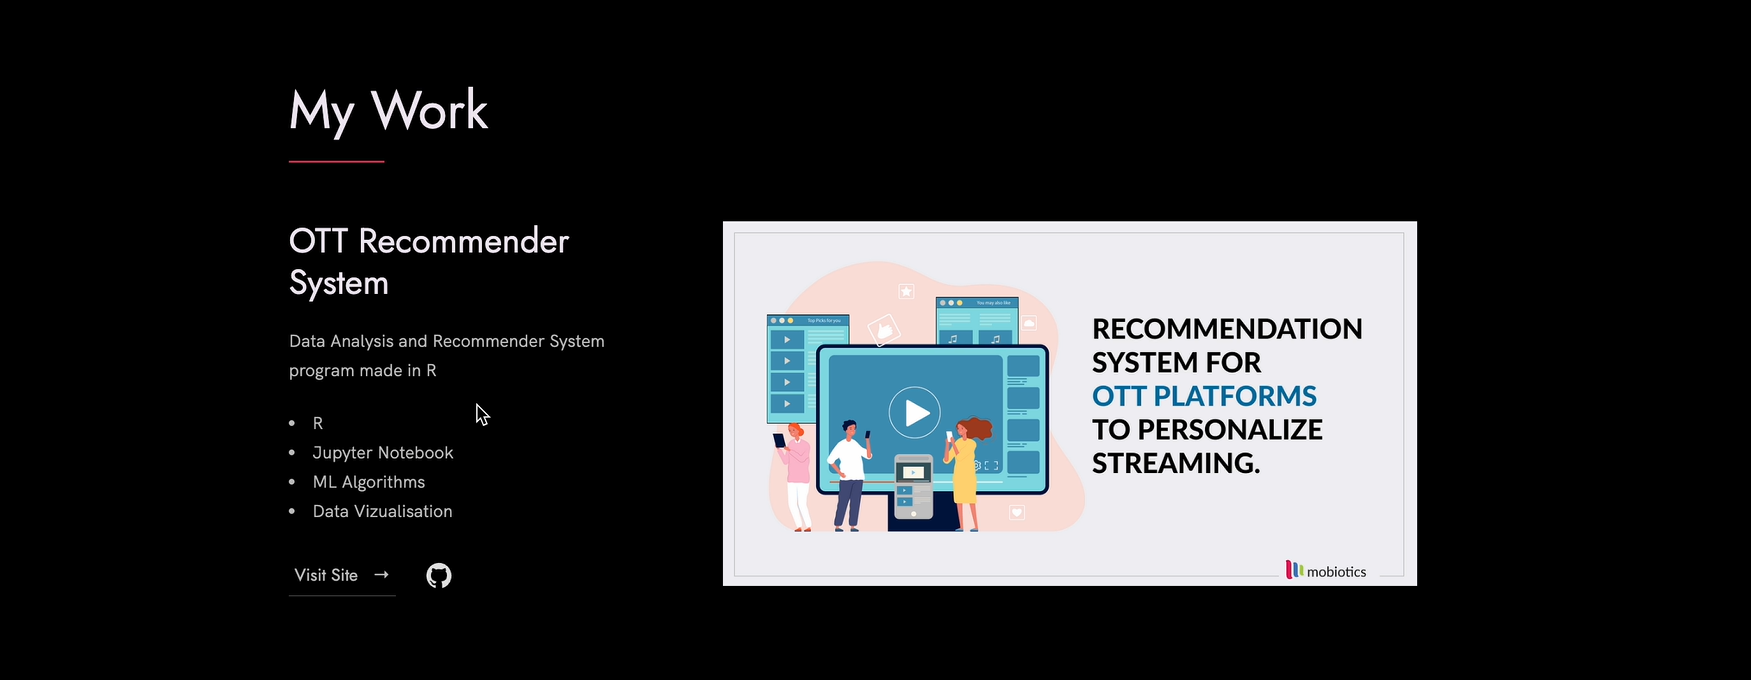 My Work
OTT Recommender
System
Data Analysis and Recommender System
program made in R
R
Jupyter Notebook
ML Algorithms
Data Vizualisation
Visit Site
Top Picks for you
You may also like
RECOMMENDATION
SYSTEM FOR
OTT PLATFORMS
TO PERSONALIZE
STREAMING.
mobiotics